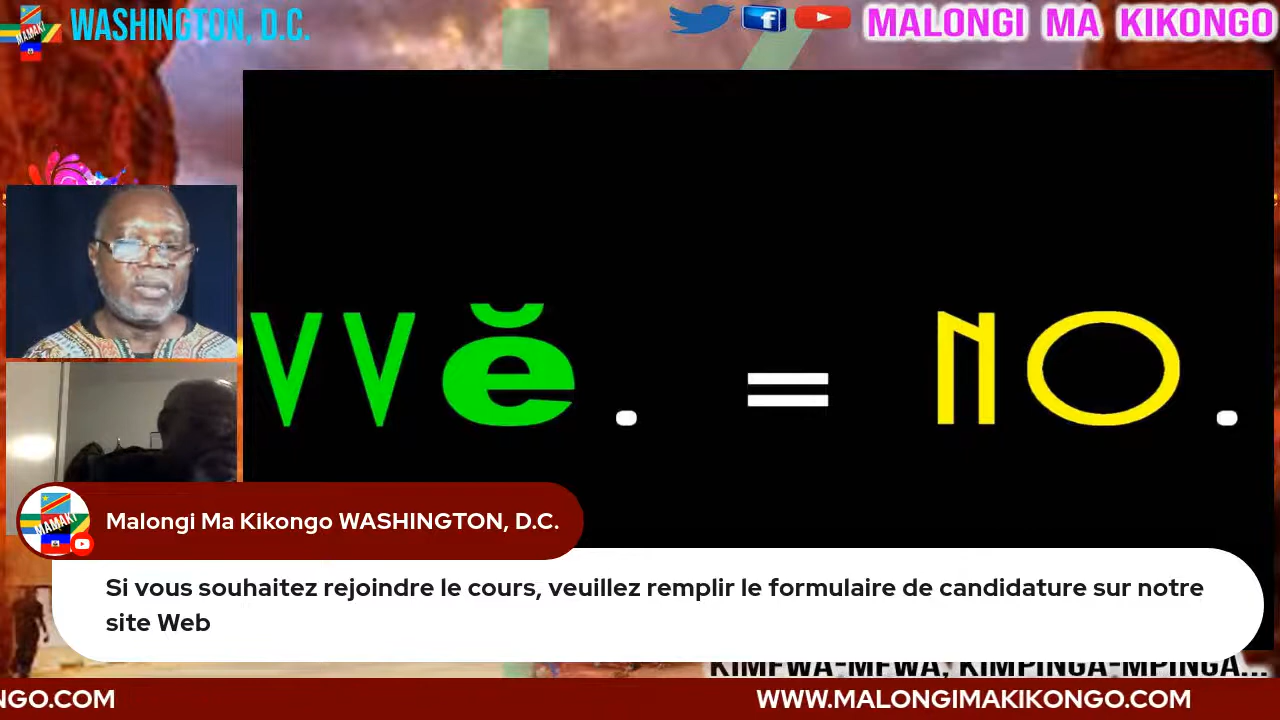 WASHINGTON, D.C.
MALONGI MA KIKONGO
VVĕ. = NO.
MAMAKI
Malongi Ma Kikongo WASHINGTON, D.C.
Si vous souhaitez rejoindre le cours, veuillez remplir le formulaire de candidature sur notre
site Web
KIMFWA-MFWA, KIMPINGA-MPINGA...
NGO.COM
WWW.MALONGIMAKIKONGO.COM